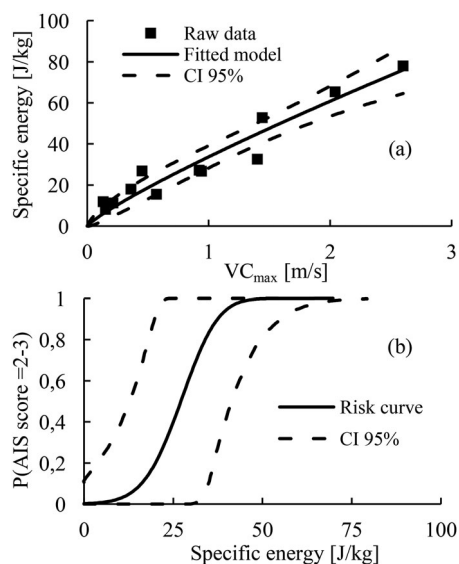 100
80
60
40
20
0
Specific energy [J/kg]
Raw data
Fitted model
CI 95%
(a)
0 1 2 3
VCmax [m/s]
1
0,8
0,6
0,4
0,2
0
P(AIS score =2-3)
(b)
Risk curve
CI 95%
0 25 50 75 100
Specific energy [J/kg]